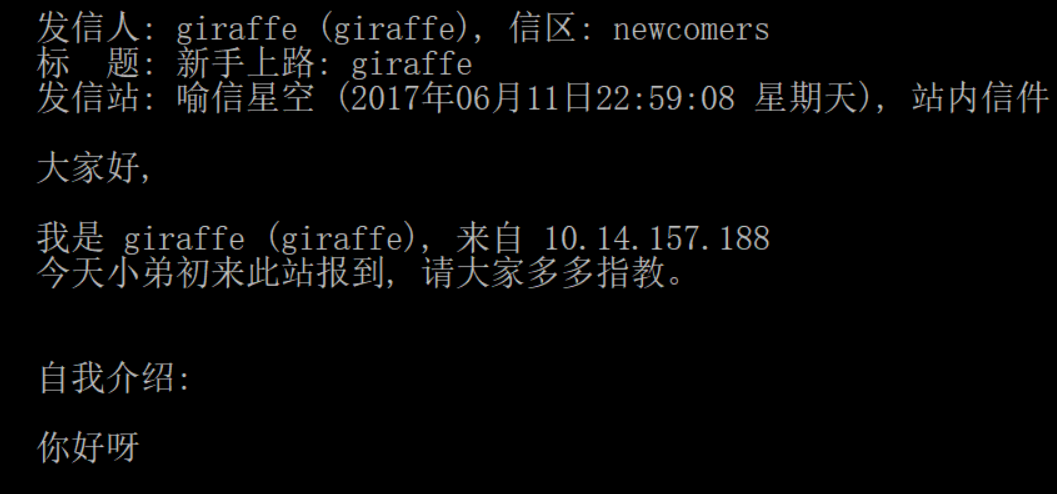 发信人: giraffe (giraffe), 信区: newcomers
标  题: 新手上路: giraffe
发信站: 喻信星空 (2017年06月11日22:59:08 星期天), 站内信件
大家好,
我是 giraffe (giraffe), 来自 10.14.157.188
今天小弟初来此站报到, 请大家多多指教。
自我介绍:
你好呀